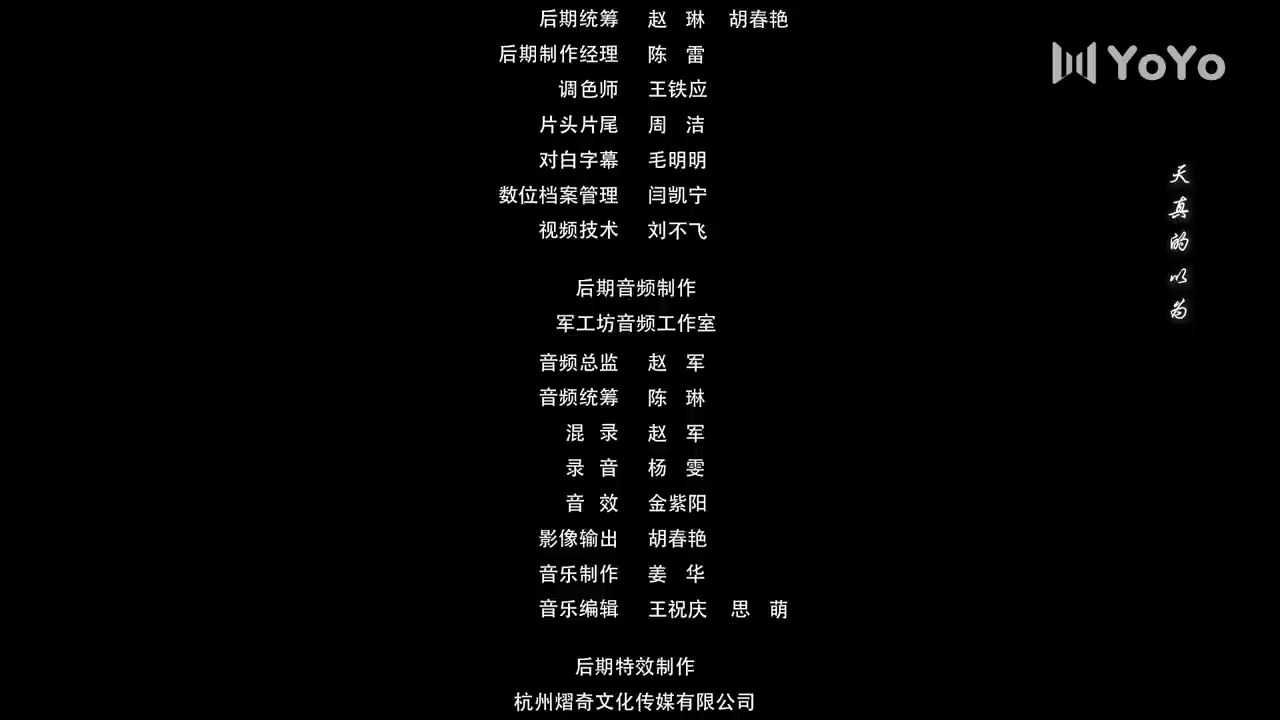 后期统筹 赵 琳 胡春艳
后期制作经理 陈 雷
调色师 王铁应
片头片尾 周 洁
对白字幕 毛明明
数位档案管理 闫凯宁
视频技术 刘不飞
后期音频制作
军工坊音频工作室
音频总监 赵 军
音频统筹 陈 琳
混 录 赵 军
录 音 杨 雯
音 效 金紫阳
影像输出 胡春艳
音乐制作 姜 华
音乐编辑 王祝庆 思 萌
后期特效制作
杭州熠奇文化传媒有限公司
YoYo
天真的以为